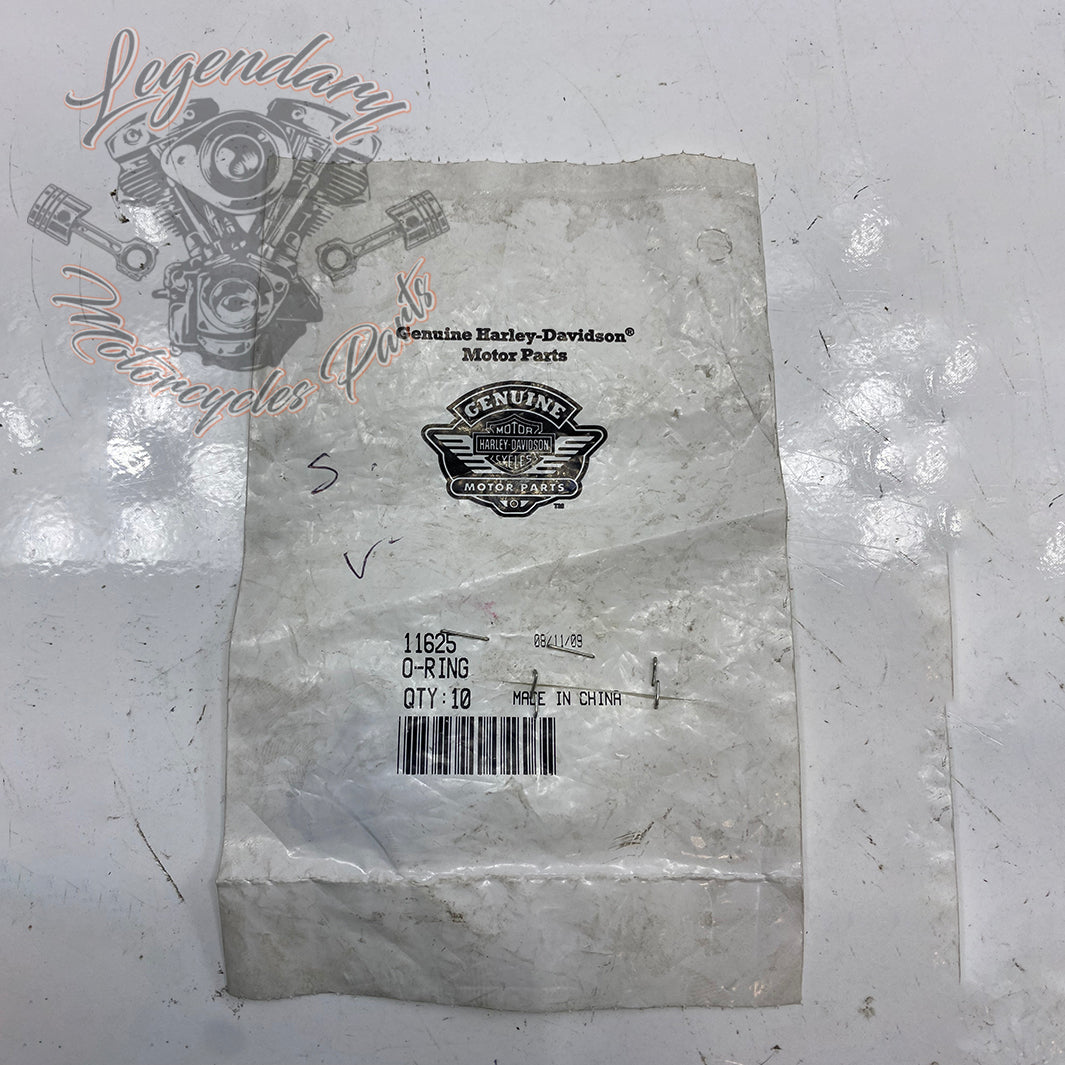 Legendary
Motorcycles Parts
Genuine Harley-Davidson®
Motor Parts
GENUINE
MOTOR
HARLEY-DAVIDSON
CYCLES
MOTOR PARTS
©
TM
S
V
11625
08/11/09
O-RING
QTY:10
MADE IN CHINA